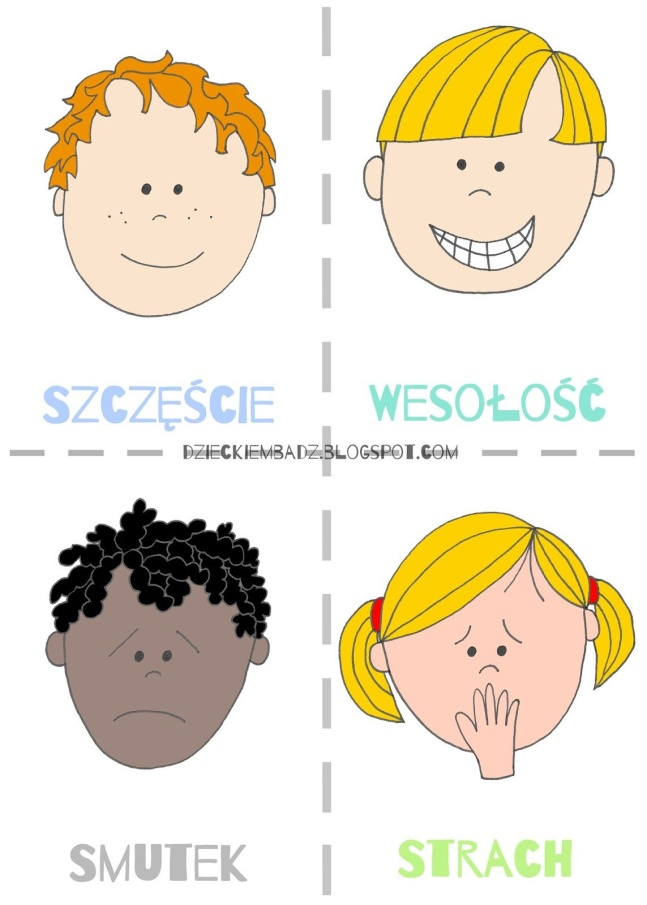 SZCZĘŚCIE
WESOŁOŚĆ
DZIECKIEMBADZ.BLOGSPOT.COM
SMUTEK
STRACH